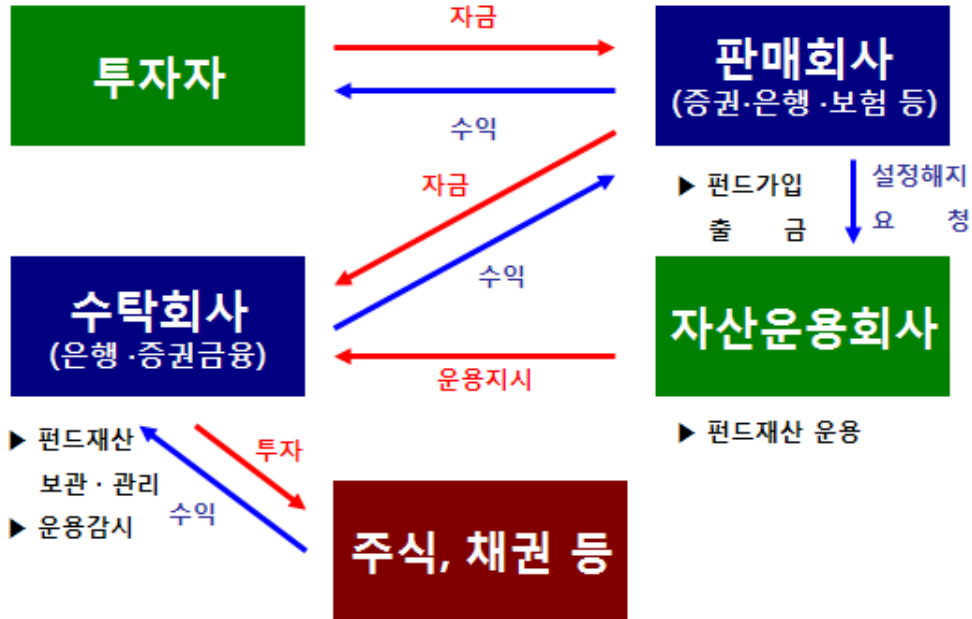 자금
투자자
판매회사
(증권·은행 ·보험 등)
수익
자금
▶ 펀드가입
출 금
설정해지
요 청
수익
수탁회사
(은행 ·증권금융)
자산운용회사
운용지시
▶ 펀드재산
보관 · 관리
▶ 운용감시
투자
수익
▶ 펀드재산 운용
주식, 채권 등